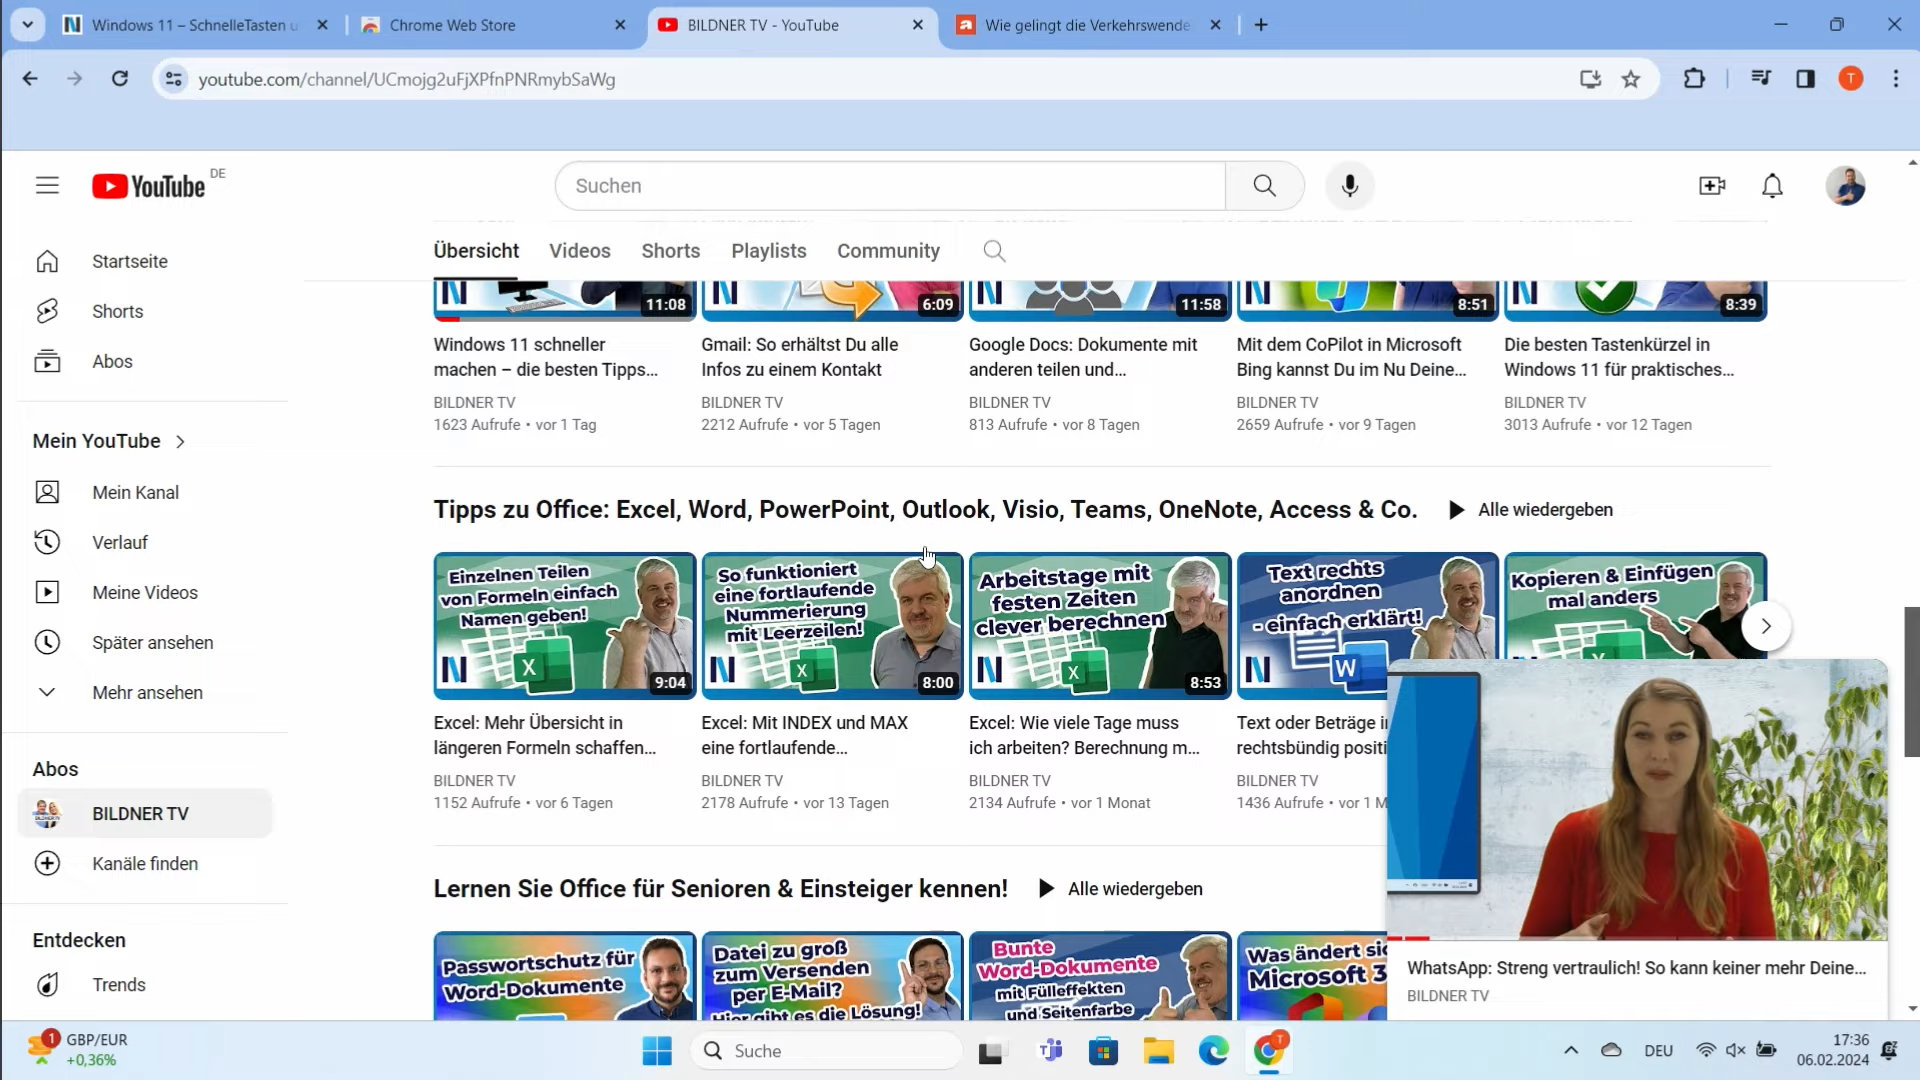 Windows 11 – SchnelleTasten u
Chrome Web Store
BILDNER TV - YouTube
Wie gelingt die Verkehrswende
youtube.com/channel/UCmojg2uFjXPfnPNRmybSaWg
T
YouTube DE
Suchen
Übersicht Videos Shorts Playlists Community
Startseite
Shorts
Abos
Mein YouTube
Mein Kanal
Verlauf
Meine Videos
Später ansehen
Mehr ansehen
Abos
BILDNER TV
Kanäle finden
Entdecken
Trends
11:08
6:09
11:58
8:51
8:39
Windows 11 schneller
machen – die besten Tipps...
BILDNER TV
1623 Aufrufe • vor 1 Tag
Gmail: So erhältst Du alle
Infos zu einem Kontakt
BILDNER TV
2212 Aufrufe • vor 5 Tagen
Google Docs: Dokumente mit
anderen teilen und...
BILDNER TV
813 Aufrufe • vor 8 Tagen
Mit dem CoPilot in Microsoft
Bing kannst Du im Nu Deine...
BILDNER TV
2659 Aufrufe • vor 9 Tagen
Die besten Tastenkürzel in
Windows 11 für praktisches...
BILDNER TV
3013 Aufrufe • vor 12 Tagen
Tipps zu Office: Excel, Word, PowerPoint, Outlook, Visio, Teams, OneNote, Access & Co.
Alle wiedergeben
Einzelnen Teilen
von Formeln einfach
Namen geben!
X
9:04
Excel: Mehr Übersicht in
längeren Formeln schaffen...
BILDNER TV
1152 Aufrufe • vor 6 Tagen
So funktioniert
eine fortlaufende
Nummerierung
mit Leerzeilen!
X
8:00
Excel: Mit INDEX und MAX
eine fortlaufende...
BILDNER TV
2178 Aufrufe • vor 13 Tagen
Arbeitstage mit
festen Zeiten
clever berechnen
X
8:53
Excel: Wie viele Tage muss
ich arbeiten? Berechnung m...
BILDNER TV
2134 Aufrufe • vor 1 Monat
Text rechts
anordnen
- einfach erklärt!
W
Text oder Beträge i
rechtsbündig positi
BILDNER TV
1436 Aufrufe • vor 1 M
Kopieren & Einfügen
mal anders
Lernen Sie Office für Senioren & Einsteiger kennen!
Alle wiedergeben
Passwortschutz für
Word-Dokumente
Datei zu groß
zum Versenden
per E-Mail?
Hier gibt es die Lösung!
Bunte
Word-Dokumente
mit Fülleffekten
und Seitenfarbe
Was ändert sic
Microsoft 3
WhatsApp: Streng vertraulich! So kann keiner mehr Deine...
BILDNER TV
1
GBP/EUR
+0,36%
Suche
T
DEU
17:36
06.02.2024